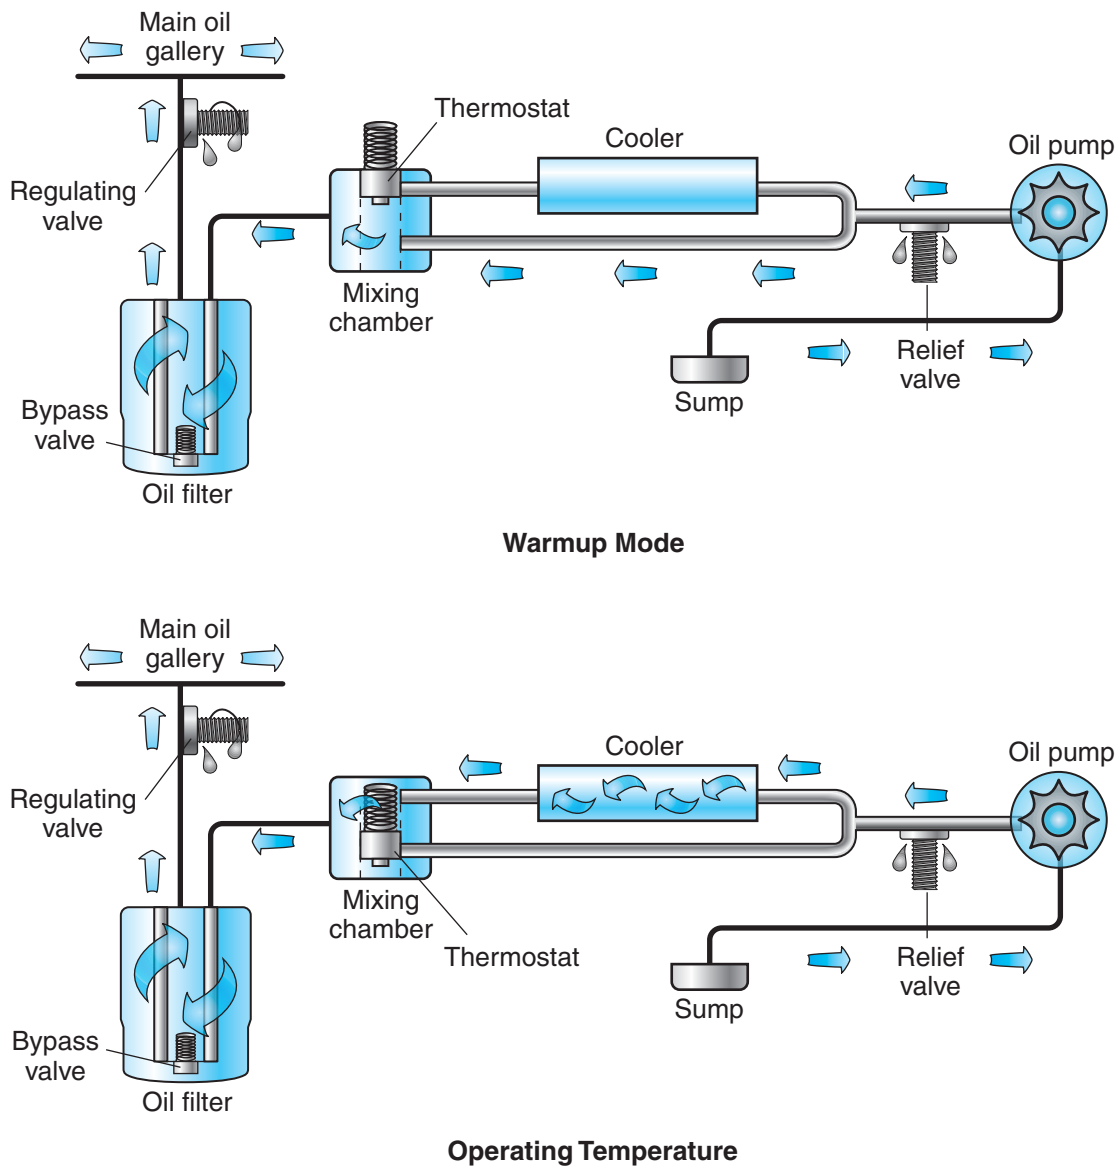 Main oil
gallery
Thermostat
Cooler
Oil pump
Regulating
valve
Mixing
chamber
Relief
valve
Sump
Bypass
valve
Oil filter
Warmup Mode
Main oil
gallery
Cooler
Oil pump
Regulating
valve
Mixing
chamber
Thermostat
Relief
valve
Sump
Bypass
valve
Oil filter
Operating Temperature